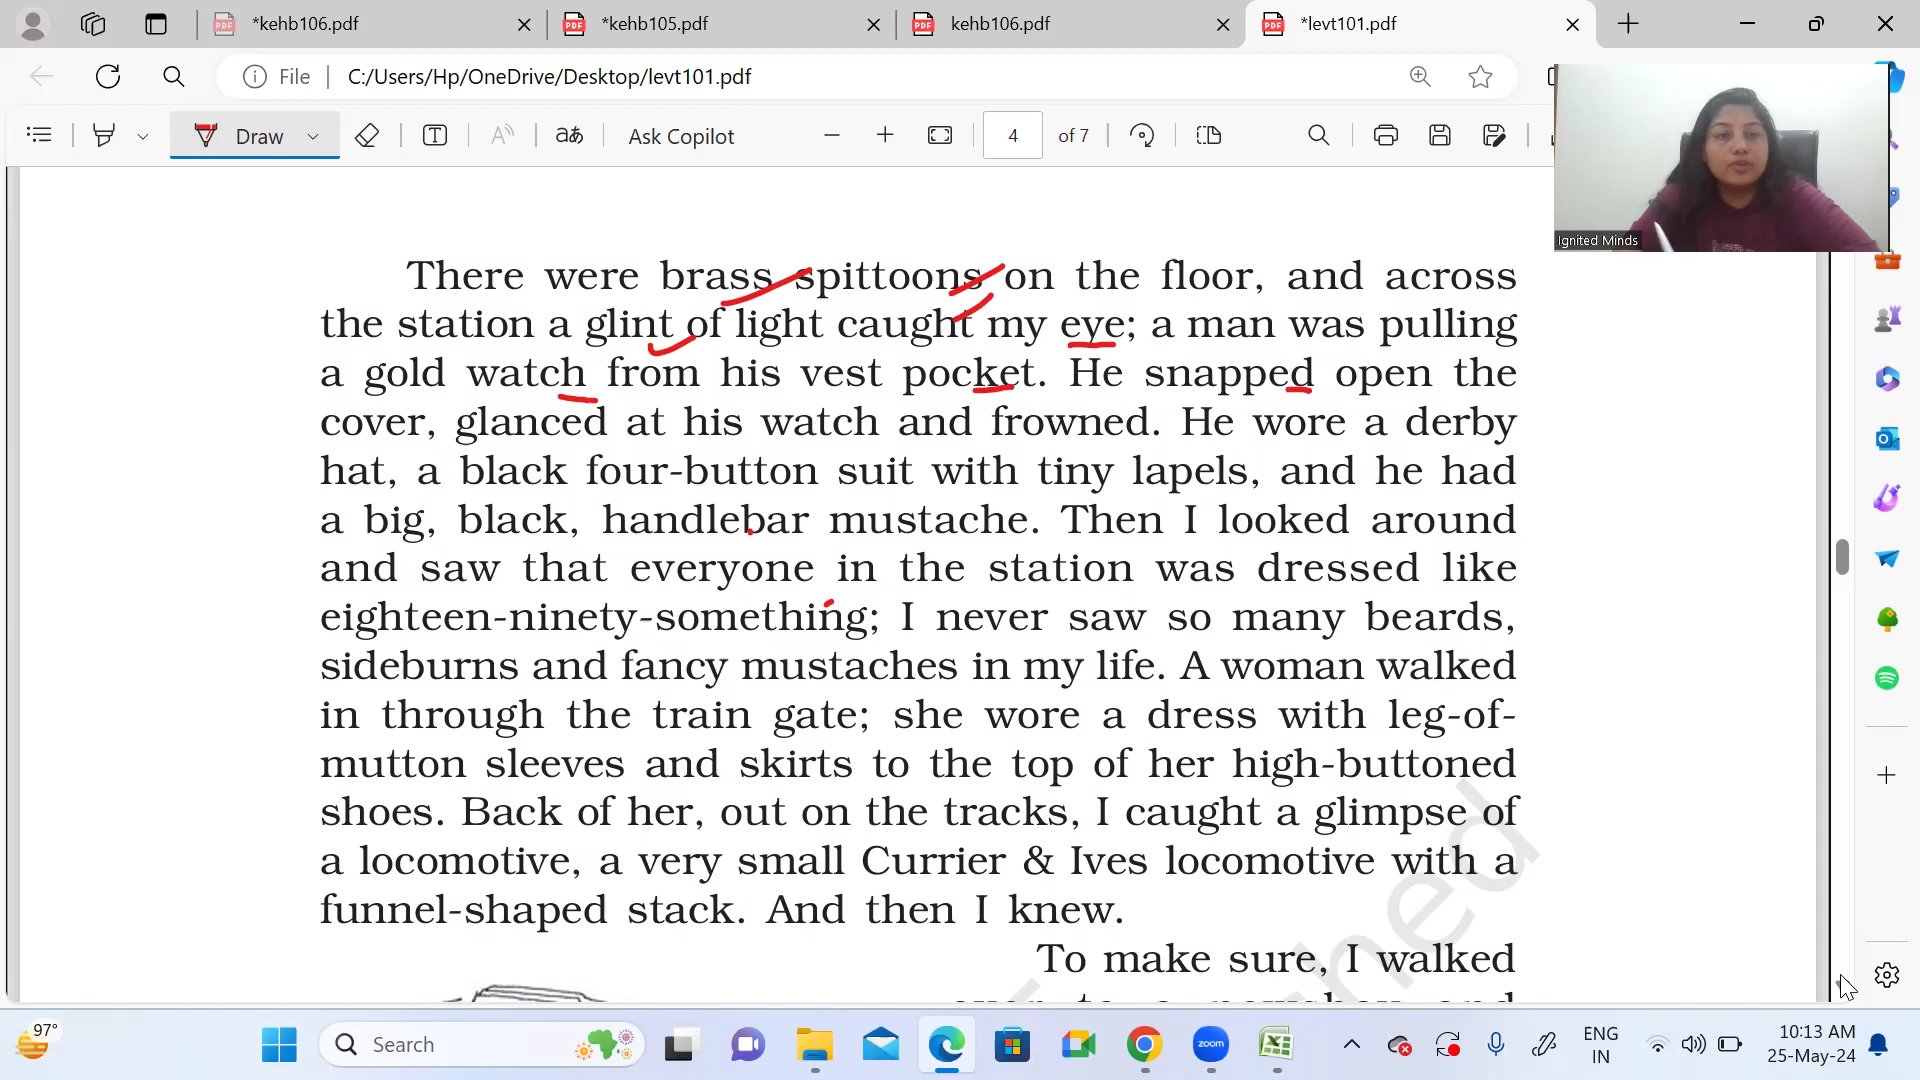 *kehb106.pdf
*kehb105.pdf
kehb106.pdf
*levt101.pdf
File
C:/Users/Hp/OneDrive/Desktop/levt101.pdf
Draw
T
A
aあ
Ask Copilot
4 of 7
Ignited Minds
There were brass spittoons on the floor, and across
the station a glint of light caught my eye; a man was pulling
a gold watch from his vest pocket. He snapped open the
cover, glanced at his watch and frowned. He wore a derby
hat, a black four-button suit with tiny lapels, and he had
a big, black, handlebar mustache. Then I looked around
and saw that everyone in the station was dressed like
eighteen-ninety-something; I never saw so many beards,
sideburns and fancy mustaches in my life. A woman walked
in through the train gate; she wore a dress with leg-of-
mutton sleeves and skirts to the top of her high-buttoned
shoes. Back of her, out on the tracks, I caught a glimpse of
a locomotive, a very small Currier & Ives locomotive with a
funnel-shaped stack. And then I knew.
To make sure, I walked
97°
Search
zoom
ENG
IN
10:13 AM
25-May-24